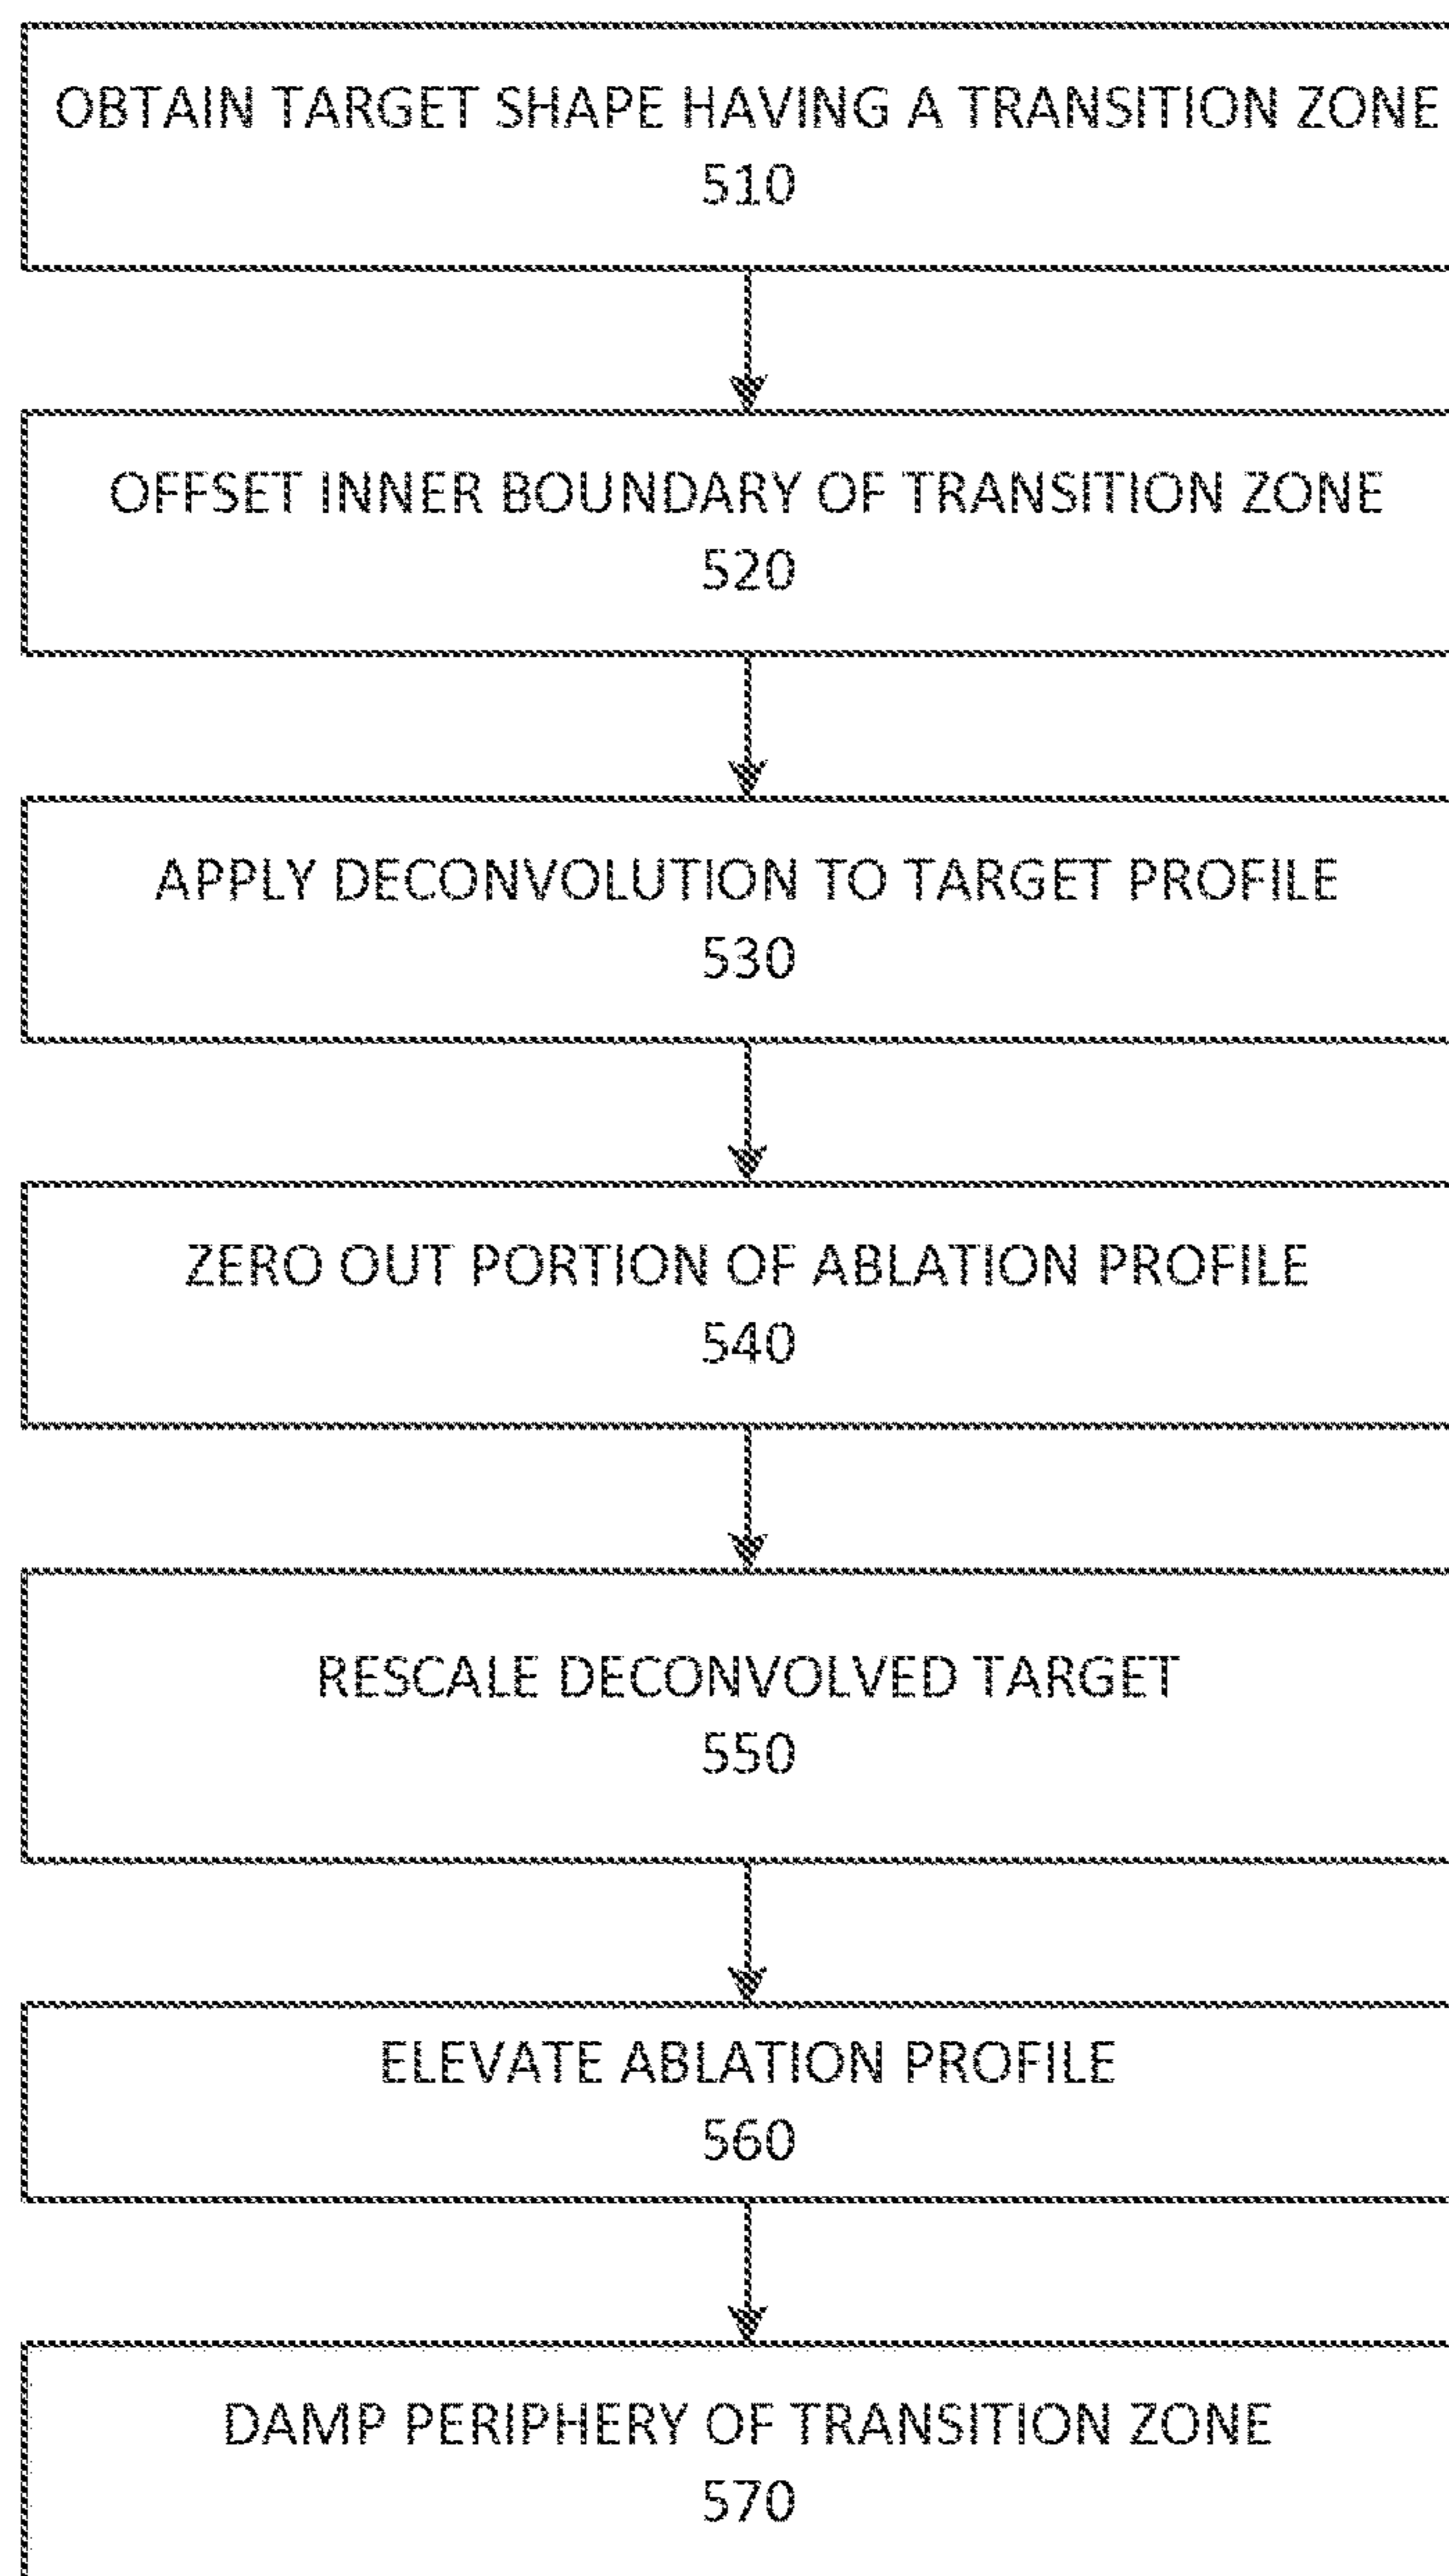 OBTAIN TARGET SHAPE HAVING A TRANSITION ZONE
510
OFFSET INNER BOUNDARY OF TRANSITION ZONE
520
APPLY DECONVOLUTION TO TARGET PROFILE
530
ZERO OUT PORTION OF ABLATION PROFILE
540
RESCALE DECONVOLVED TARGET
550
ELEVATE ABLATION PROFILE
560
DAMP PERIPHERY OF TRANSITION ZONE
570